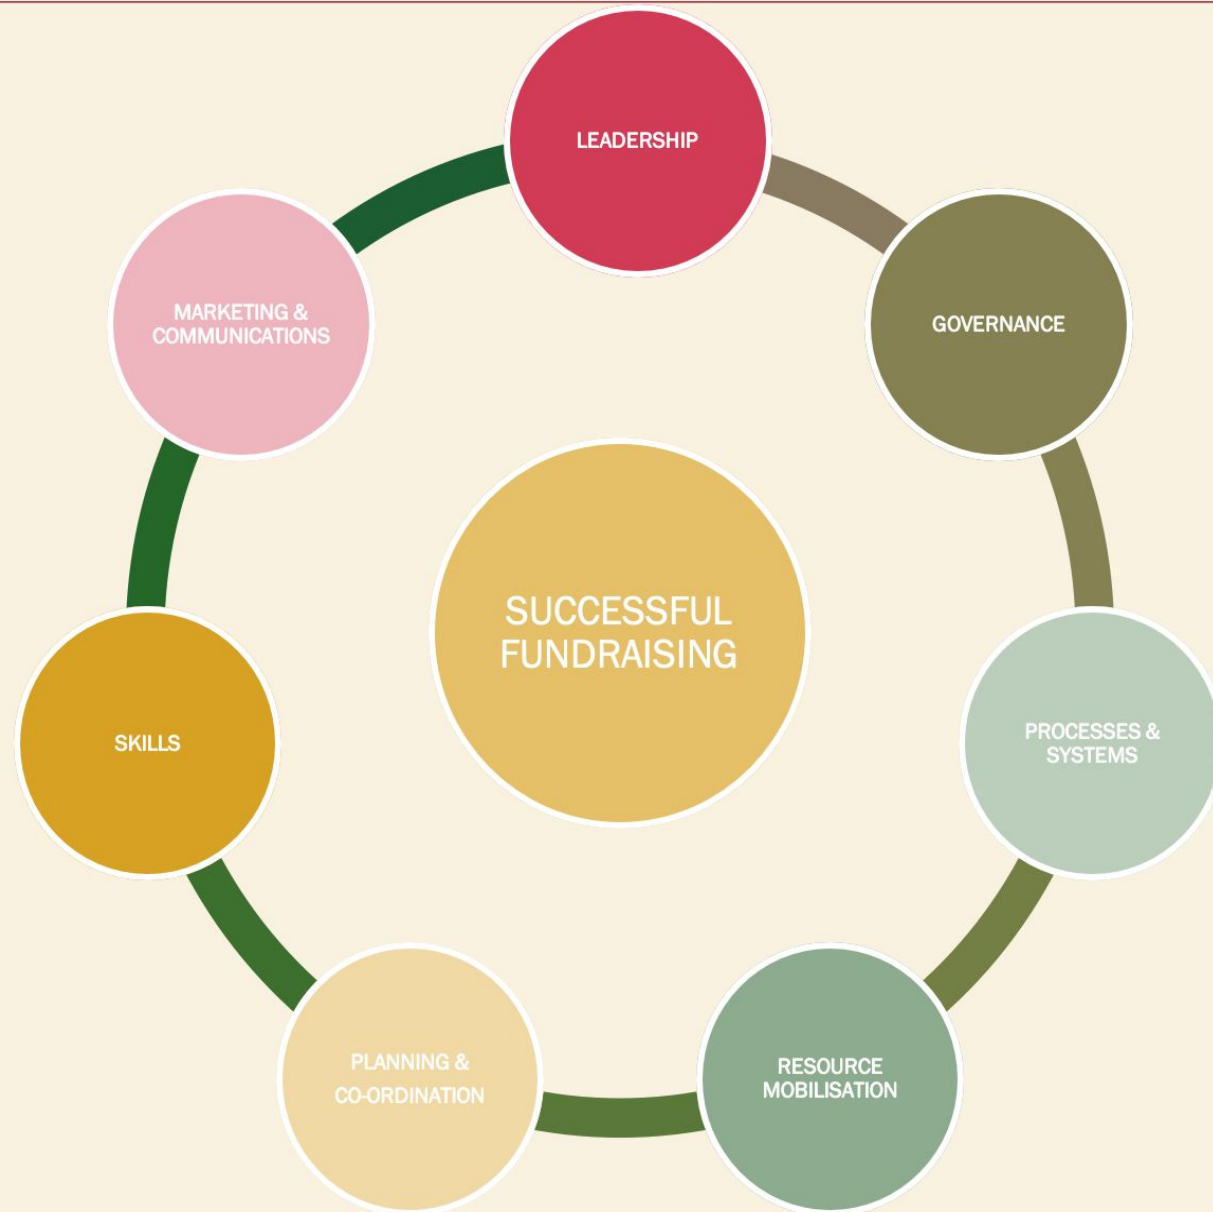 LEADERSHIP
GOVERNANCE
PROCESSES &
SYSTEMS
RESOURCE
MOBILISATION
PLANNING &
CO-ORDINATION
SKILLS
MARKETING &
COMMUNICATIONS
SUCCESSFUL
FUNDRAISING